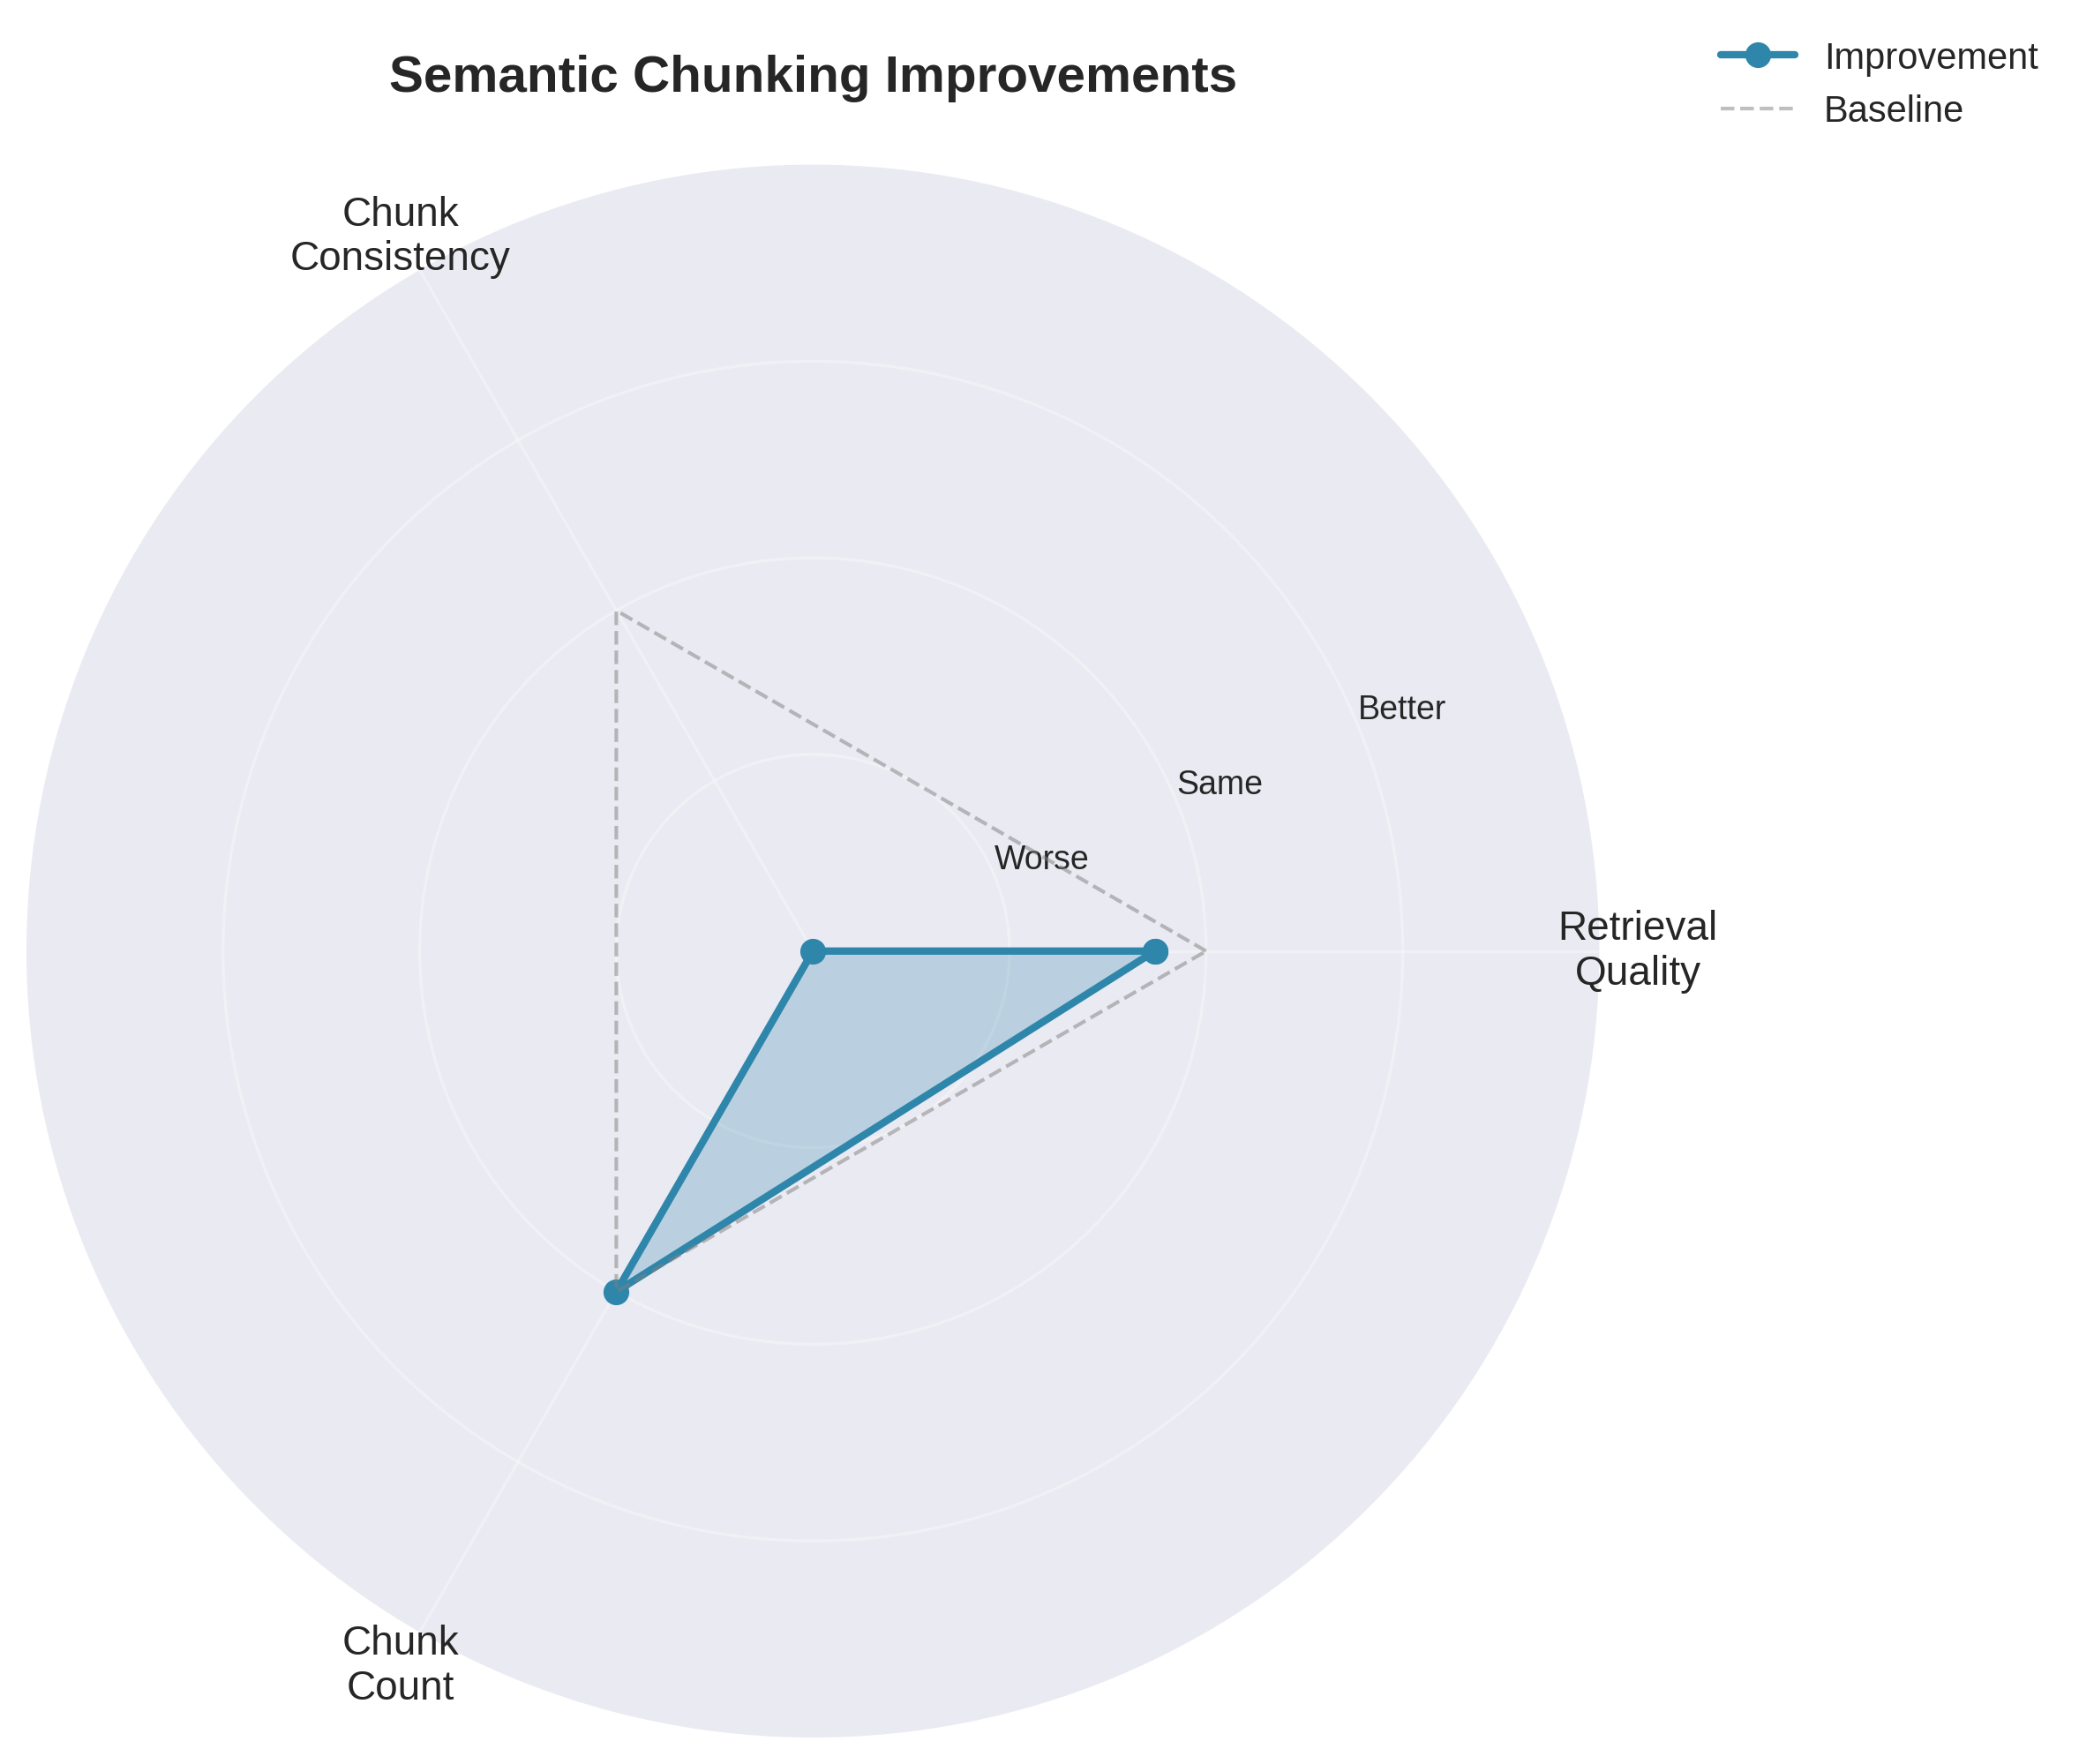 Semantic Chunking Improvements
Improvement
Baseline
Chunk
Consistency
Better
Same
Worse
Retrieval
Quality
Chunk
Count